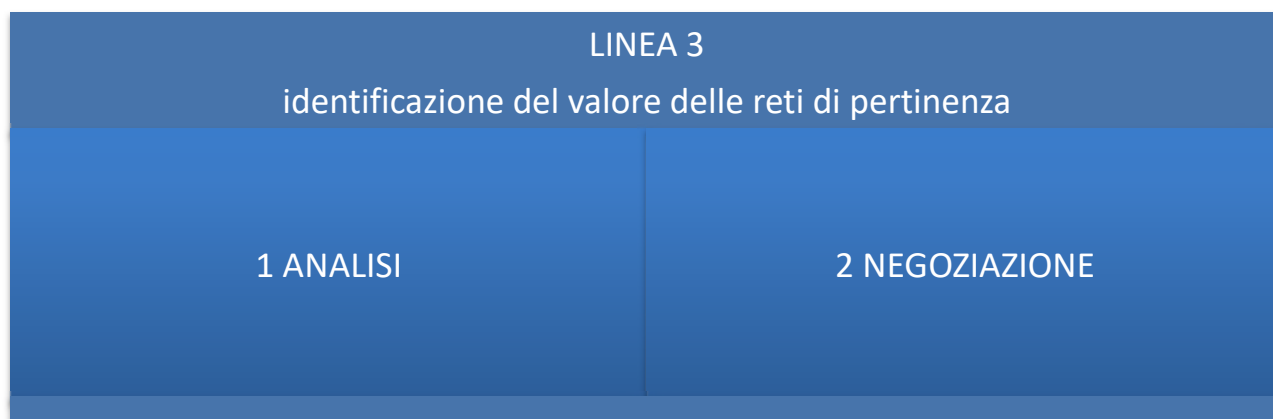 LINEA 3
identificazione del valore delle reti di pertinenza
1 ANALISI
2 NEGOZIAZIONE